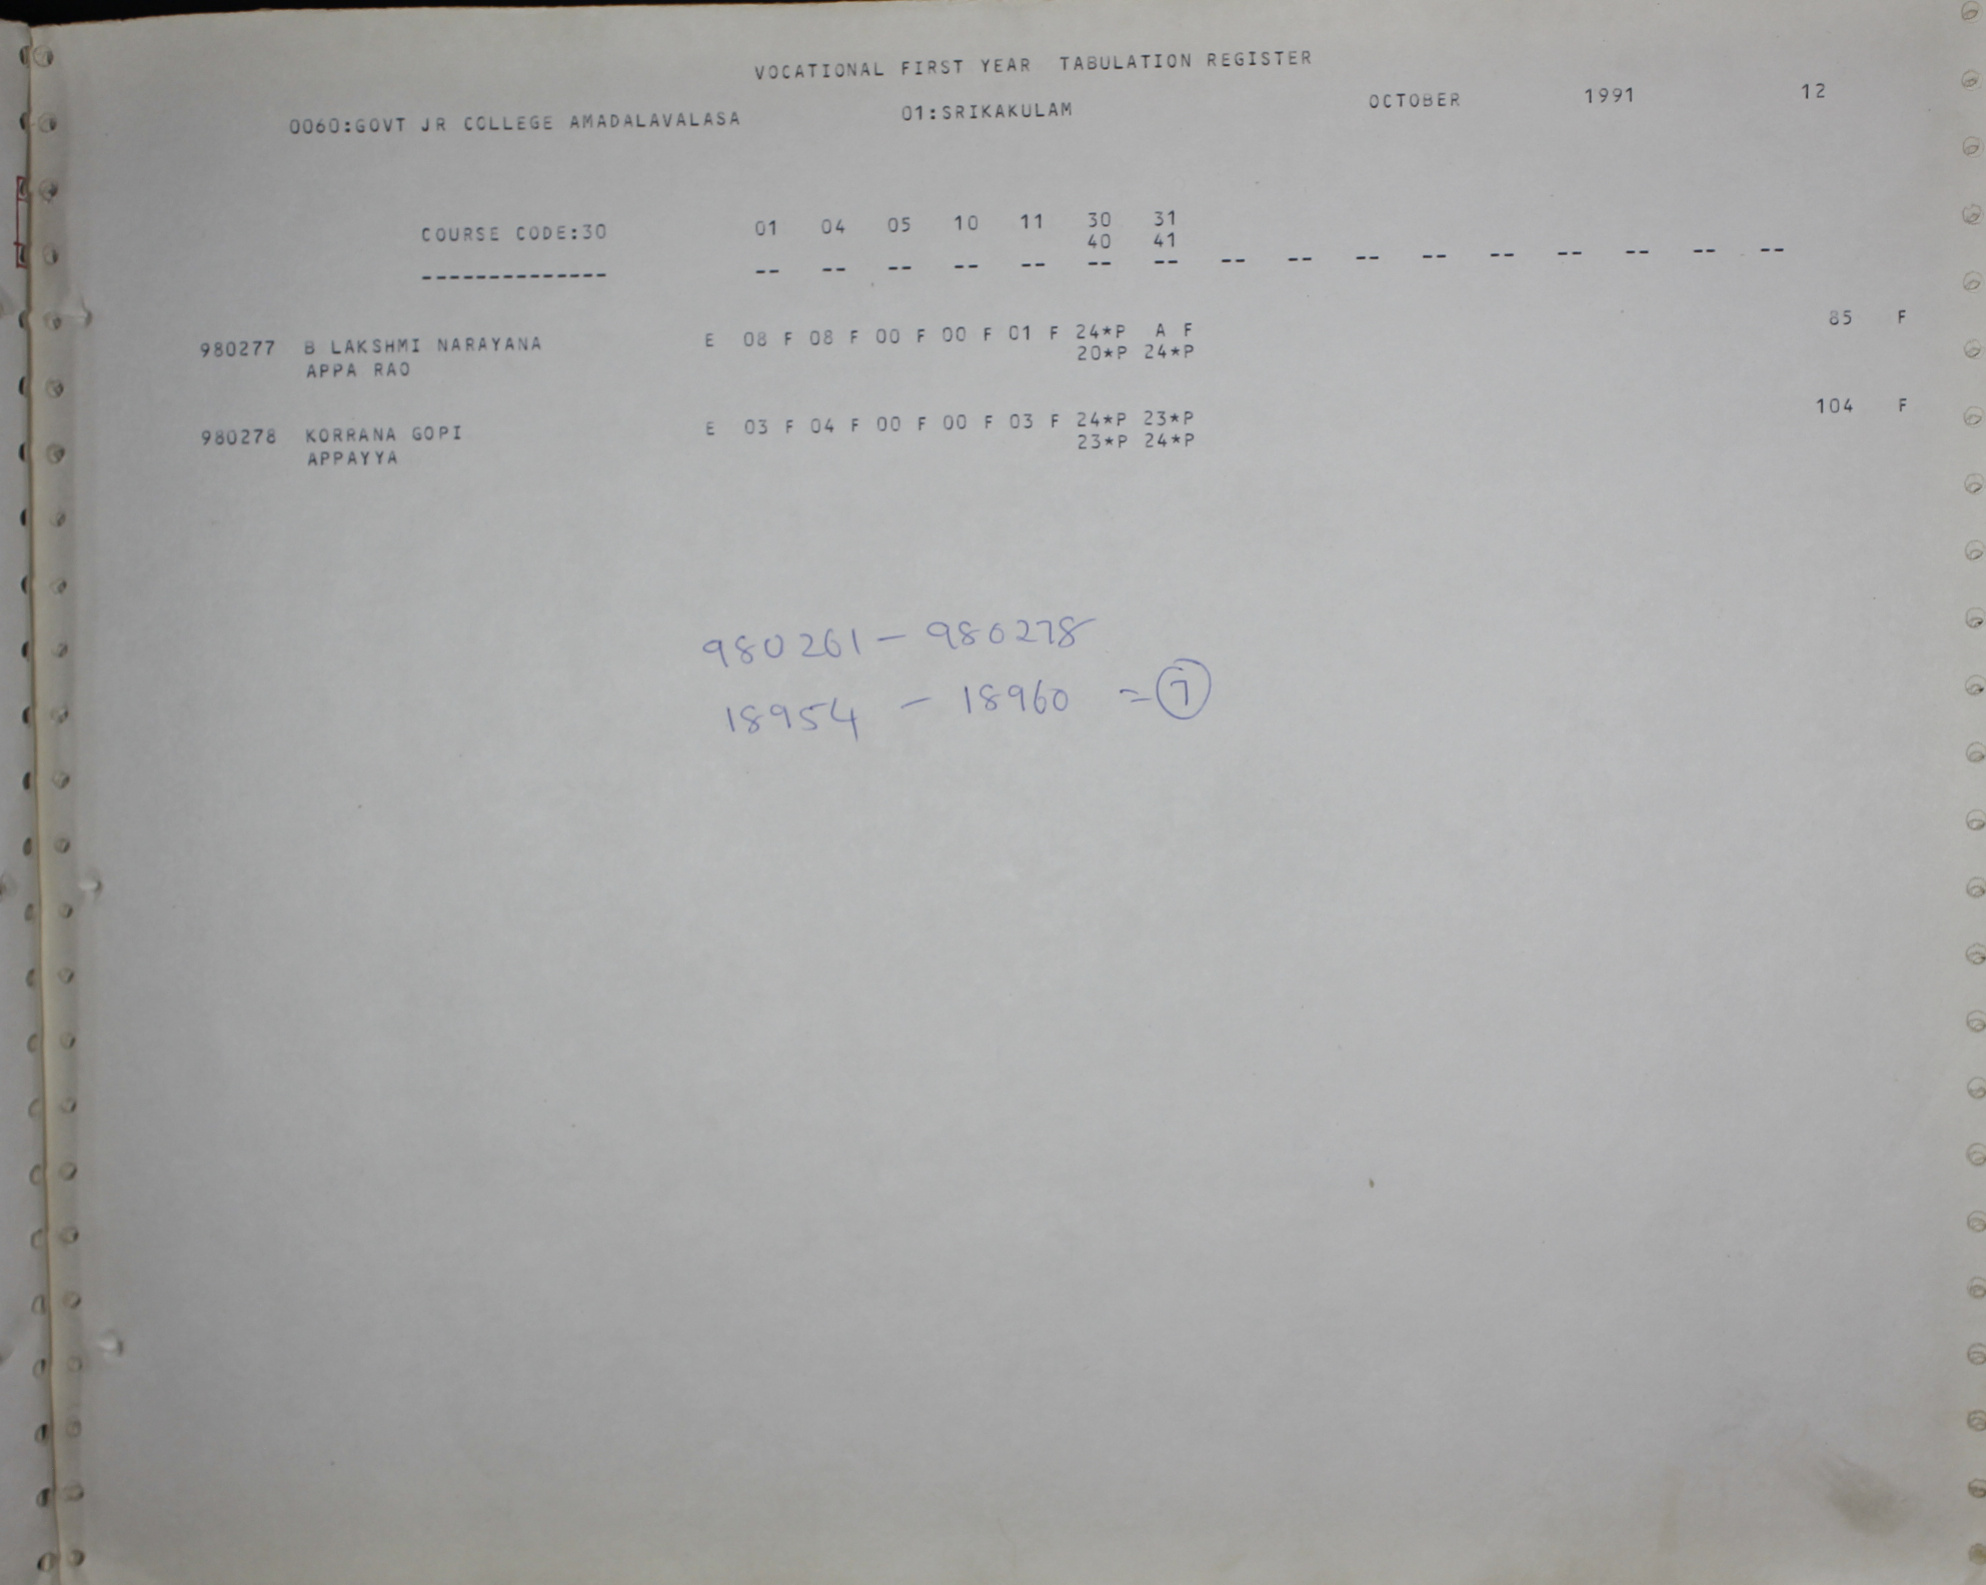 VOCATIONAL FIRST YEAR TABULATION REGISTER
0060:GOVT JR COLLEGE AMADALAVALASA 01:SRIKAKULAM OCTOBER 1991 12
COURSE CODE:30 01 04 05 10 11 30 31
40 41
-------------- -- -- -- -- -- -- -- -- -- -- -- -- -- -- -- --
980277 B LAKSHMI NARAYANA E 08 F 08 F 00 F 00 F 01 F 24*P A F 85 F
APPA RAO 20*P 24*P
980278 KORRANA GOPI E 03 F 04 F 00 F 00 F 03 F 24*P 23*P 104 F
APPAYYA 23*P 24*P
980261 - 980278
18954 - 18960 = 7